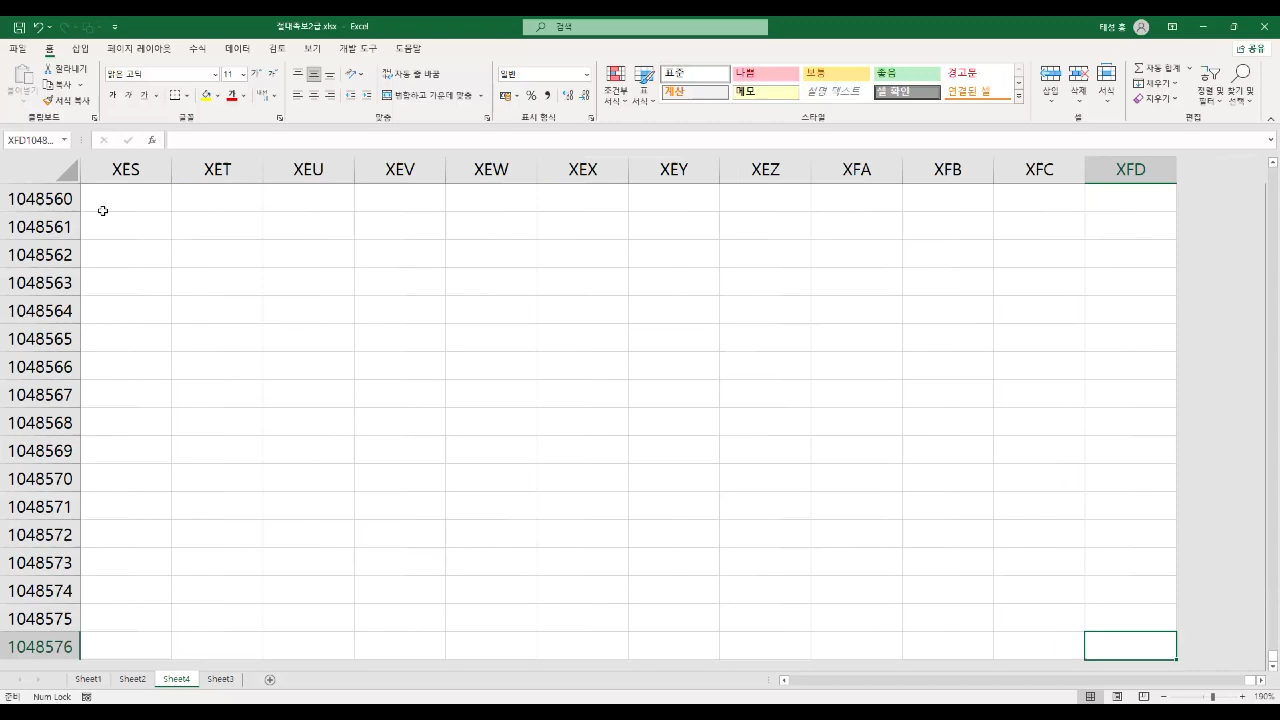 절대족보2급.xlsx - Excel
검색
태성 홍
파일 홈 삽입 페이지 레이아웃 수식 데이터 검토 보기 개발 도구 도움말
공유
붙여넣기
잘라내기
복사
서식 복사
클립보드
맑은 고딕 11
가 가 가
글꼴
자동 줄 바꿈
병합하고 가운데 맞춤
맞춤
일반
표시 형식
조건부 서식
표 서식
표준 나쁨 보통 좋음 경고문
계산 메모 설명 텍스트 셀 확인 연결된 셀
스타일
삽입 삭제 서식
셀
자동 합계
채우기
지우기
정렬 및 필터
찾기 및 선택
편집
XFD1048...
fx
XES XET XEU XEV XEW XEX XEY XEZ XFA XFB XFC XFD
1048560
1048561
1048562
1048563
1048564
1048565
1048566
1048567
1048568
1048569
1048570
1048571
1048572
1048573
1048574
1048575
1048576
Sheet1 Sheet2 Sheet4 Sheet3
준비 Num Lock
190%